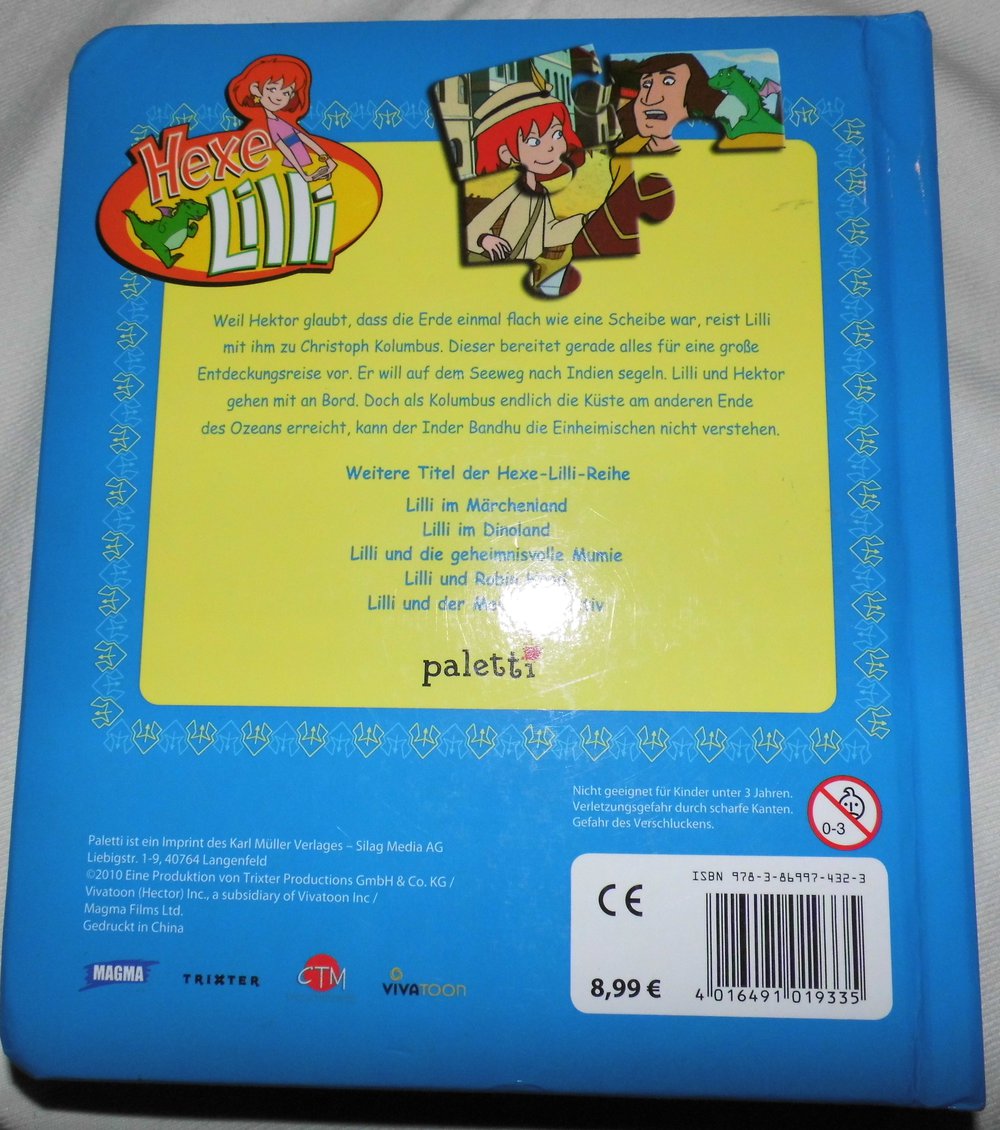 Hexe
Lilli
Weil Hektor glaubt, dass die Erde einmal flach wie eine Scheibe war, reist Lilli
mit ihm zu Christoph Kolumbus. Dieser bereitet gerade alles für eine große
Entdeckungsreise vor. Er will auf dem Seeweg nach Indien segeln. Lilli und Hektor
gehen mit an Bord. Doch als Kolumbus endlich die Küste am anderen Ende
des Ozeans erreicht, kann der Inder Bandhu die Einheimischen nicht verstehen.
Weitere Titel der Hexe-Lilli-Reihe
Lilli im Märchenland
Lilli im Dinoland
Lilli und die geheimnisvolle Mumie
Lilli und Robin
Lilli und der
paletti
Nicht geeignet für Kinder unter 3 Jahren.
Verletzungsgefahr durch scharfe Kanten.
Gefahr des Verschluckens.
0-3
Paletti ist ein Imprint des Karl Müller Verlages – Silag Media AG
Liebigstr. 1-9, 40764 Langenfeld
©2010 Eine Produktion von Trixter Productions GmbH & Co. KG /
Vivatoon (Hector) Inc., a subsidiary of Vivatoon Inc /
Magma Films Ltd.
Gedruckt in China
ISBN 978-3-86997-432-3
CE
8,99 €
4 016491 019335
MAGMA
TRIXTER
CTM
VIVATOON